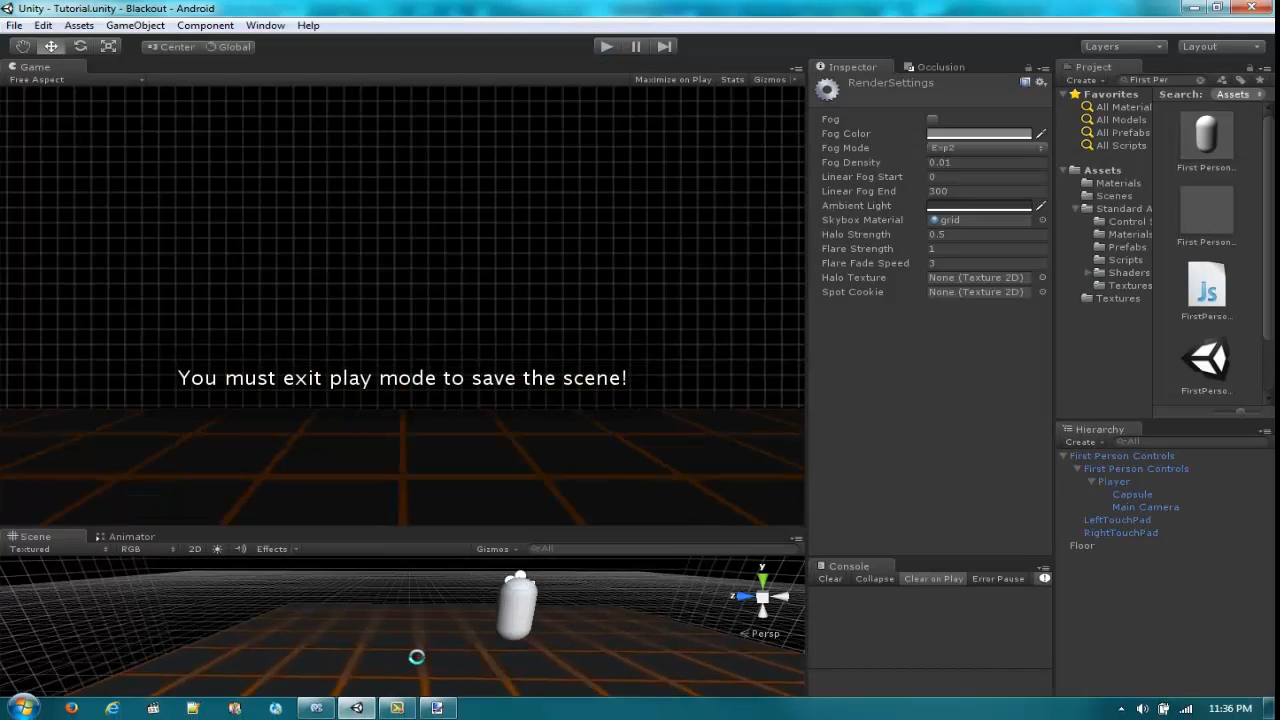 Unity - Tutorial.unity - Blackout - Android
File Edit Assets GameObject Component Window Help
Center Global
Layers Layout
Game
Free Aspect Maximize on Play Stats Gizmos
You must exit play mode to save the scene!
Scene Animator
Textured RGB 2D Effects Gizmos All
y
z
Persp
Inspector Occlusion
RenderSettings
Fog
Fog Color
Fog Mode Exp2
Fog Density 0.01
Linear Fog Start 0
Linear Fog End 300
Ambient Light
Skybox Material grid
Halo Strength 0.5
Flare Strength 1
Flare Fade Speed 3
Halo Texture None (Texture 2D)
Spot Cookie None (Texture 2D)
Console
Clear Collapse Clear on Play Error Pause
Project
Create First Per
Favorites
All Material
All Models
All Prefabs
All Scripts
Assets
Materials
Scenes
Standard A
Control S
Materials
Prefabs
Scripts
Shaders
Textures
Textures
Search: Assets
First Person...
First Person...
js
FirstPerso...
FirstPerso...
Hierarchy
Create All
First Person Controls
First Person Controls
Player
Capsule
Main Camera
LeftTouchPad
RightTouchPad
Floor
11:36 PM